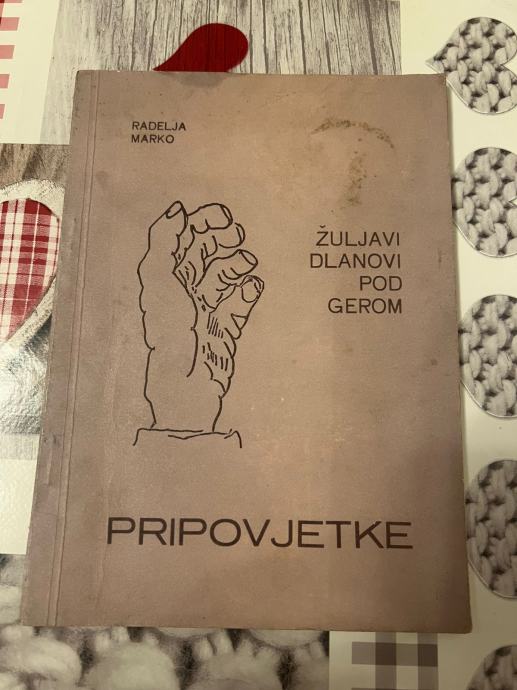 RADELJA
MARKO
ŽULJAVI
DLANOVI
POD
GEROM
PRIPOVJETKE